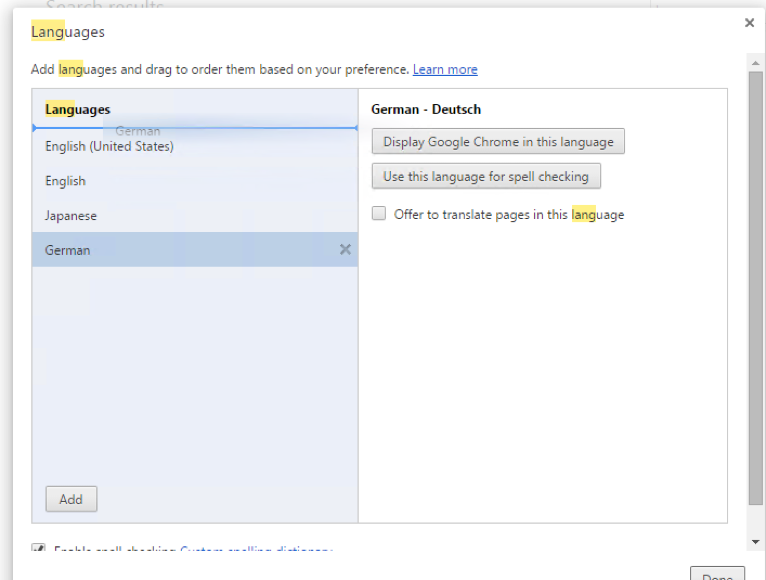 Search results
Languages
Add languages and drag to order them based on your preference. Learn more
Languages
German
English (United States)
English
Japanese
German
Add
German - Deutsch
Display Google Chrome in this language
Use this language for spell checking
Offer to translate pages in this language
Enable spell checking Custom spelling dictionary
Done